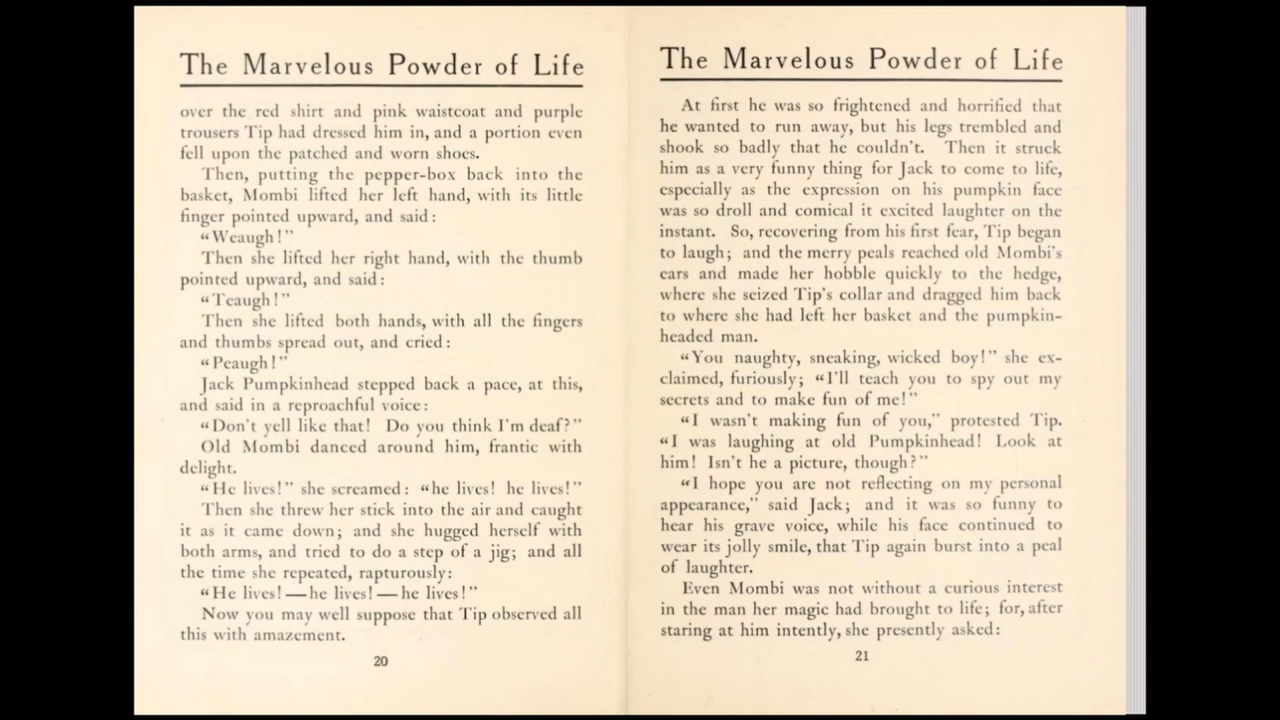 The Marvelous Powder of Life
over the red shirt and pink waistcoat and purple
trousers Tip had dressed him in, and a portion even
fell upon the patched and worn shoes.
Then, putting the pepper-box back into the
basket, Mombi lifted her left hand, with its little
finger pointed upward, and said:
“Weaugh!”
Then she lifted her right hand, with the thumb
pointed upward, and said:
“Teaugh!”
Then she lifted both hands, with all the fingers
and thumbs spread out, and cried:
“Peaugh!”
Jack Pumpkinhead stepped back a pace, at this,
and said in a reproachful voice:
“Don't yell like that! Do you think I'm deaf?”
Old Mombi danced around him, frantic with
delight.
“He lives!” she screamed: “he lives! he lives!”
Then she threw her stick into the air and caught
it as it came down; and she hugged herself with
both arms, and tried to do a step of a jig; and all
the time she repeated, rapturously:
“He lives!—he lives!—he lives!”
Now you may well suppose that Tip observed all
this with amazement.
20
The Marvelous Powder of Life
At first he was so frightened and horrified that
he wanted to run away, but his legs trembled and
shook so badly that he couldn't. Then it struck
him as a very funny thing for Jack to come to life,
especially as the expression on his pumpkin face
was so droll and comical it excited laughter on the
instant. So, recovering from his first fear, Tip began
to laugh; and the merry peals reached old Mombi's
ears and made her hobble quickly to the hedge,
where she seized Tip's collar and dragged him back
to where she had left her basket and the pumpkin-
headed man.
“You naughty, sneaking, wicked boy!” she ex-
claimed, furiously; “I'll teach you to spy out my
secrets and to make fun of me!”
“I wasn't making fun of you,” protested Tip.
“I was laughing at old Pumpkinhead! Look at
him! Isn't he a picture, though?”
“I hope you are not reflecting on my personal
appearance,” said Jack; and it was so funny to
hear his grave voice, while his face continued to
wear its jolly smile, that Tip again burst into a peal
of laughter.
Even Mombi was not without a curious interest
in the man her magic had brought to life; for, after
staring at him intently, she presently asked:
21